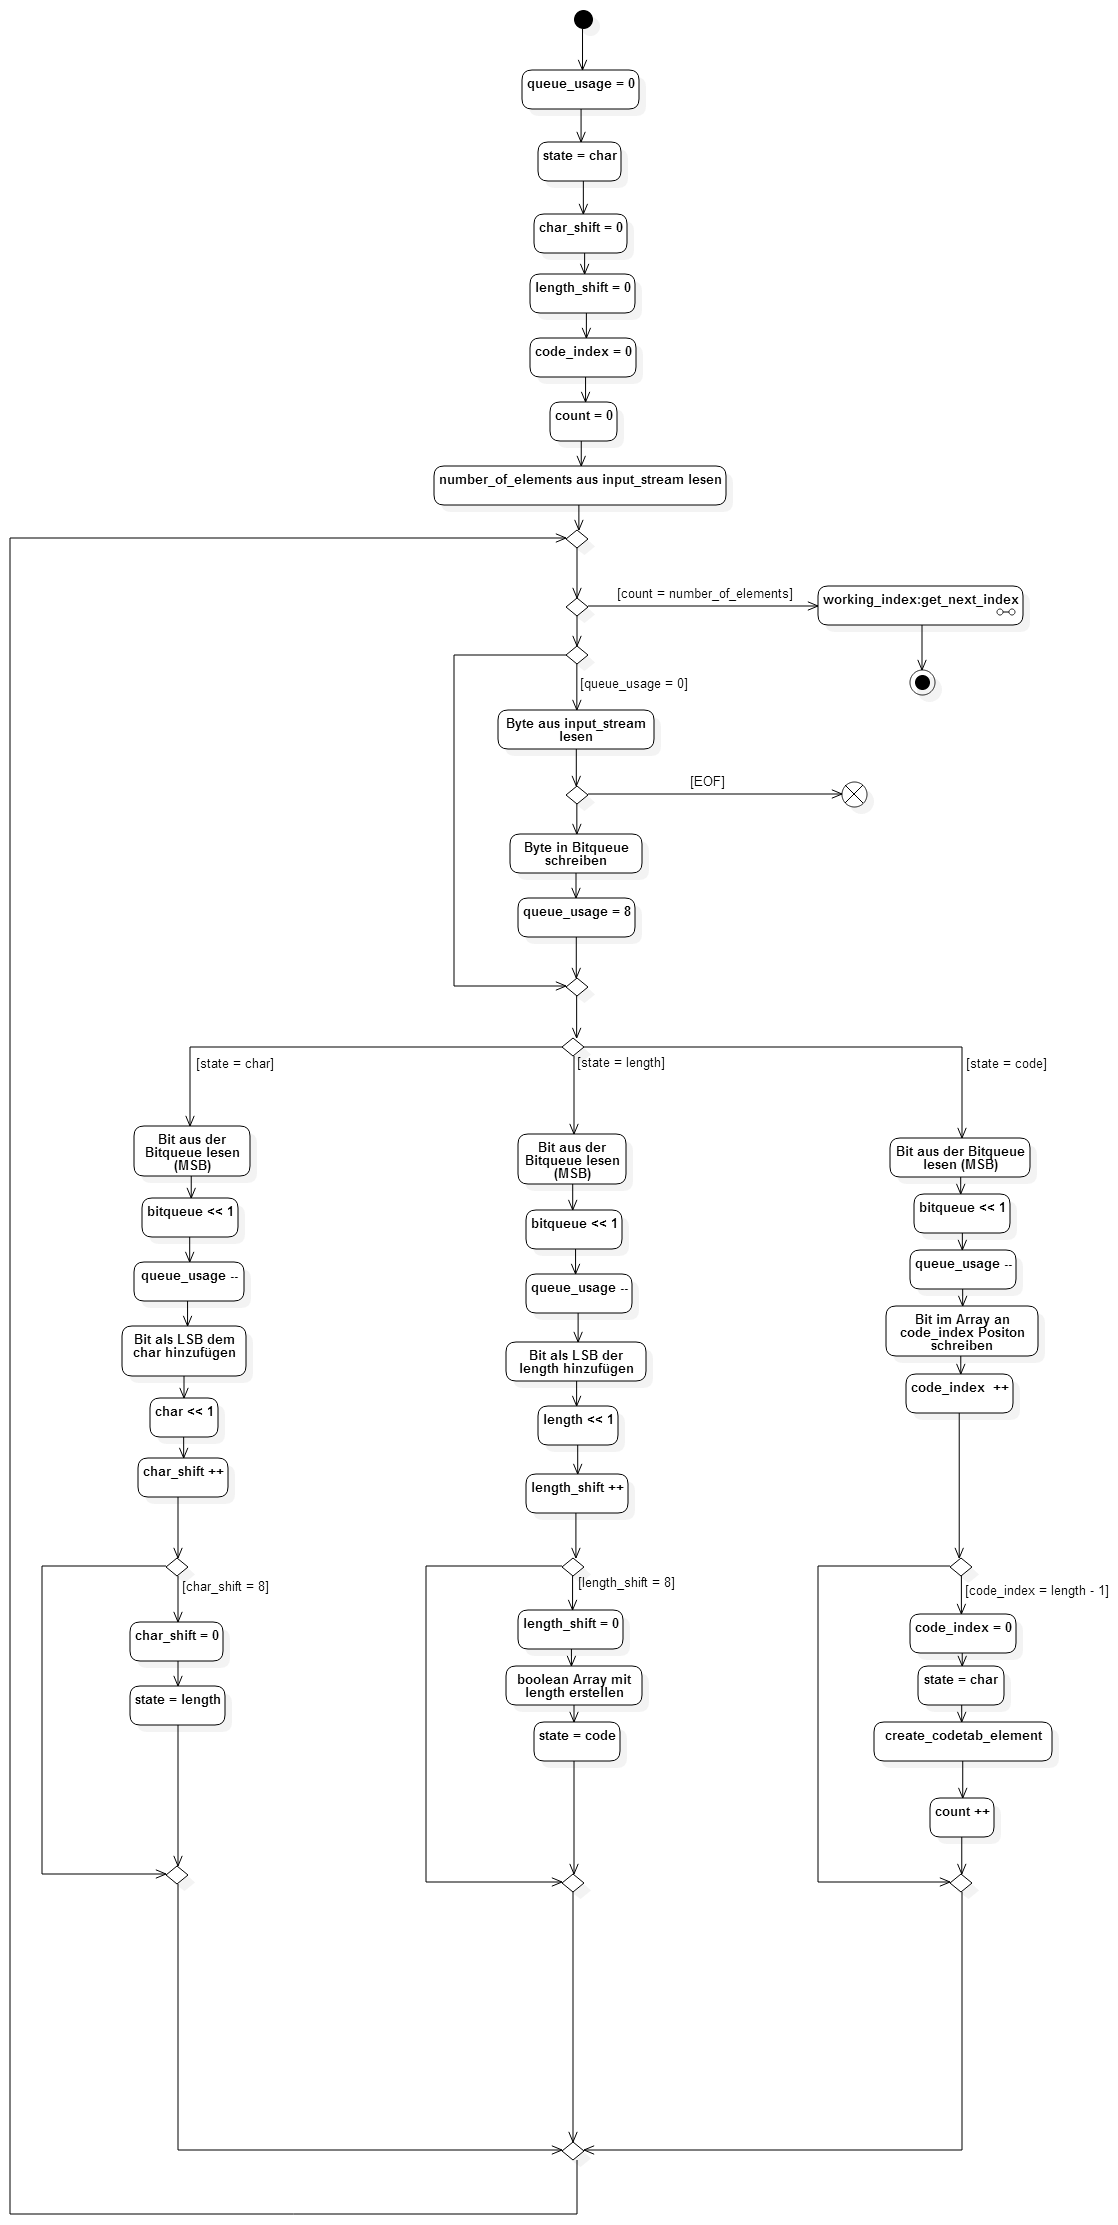 queue_usage = 0
state = char
char_shift = 0
length_shift = 0
code_index = 0
count = 0
number_of_elements aus input_stream lesen
[count = number_of_elements]
working_index:get_next_index
[queue_usage = 0]
Byte aus input_stream
lesen
[EOF]
Byte in Bitqueue
schreiben
queue_usage = 8
[state = char]
Bit aus der
Bitqueue lesen
(MSB)
bitqueue << 1
queue_usage --
Bit als LSB dem
char hinzufügen
char << 1
char_shift ++
[char_shift = 8]
char_shift = 0
state = length
[state = length]
Bit aus der
Bitqueue lesen
(MSB)
bitqueue << 1
queue_usage --
Bit als LSB der
length hinzufügen
length << 1
length_shift ++
[length_shift = 8]
length_shift = 0
boolean Array mit
length erstellen
state = code
[state = code]
Bit aus der Bitqueue
lesen (MSB)
bitqueue << 1
queue_usage --
Bit im Array an
code_index Positon
schreiben
code_index  ++
[code_index = length - 1]
code_index = 0
state = char
create_codetab_element
count ++